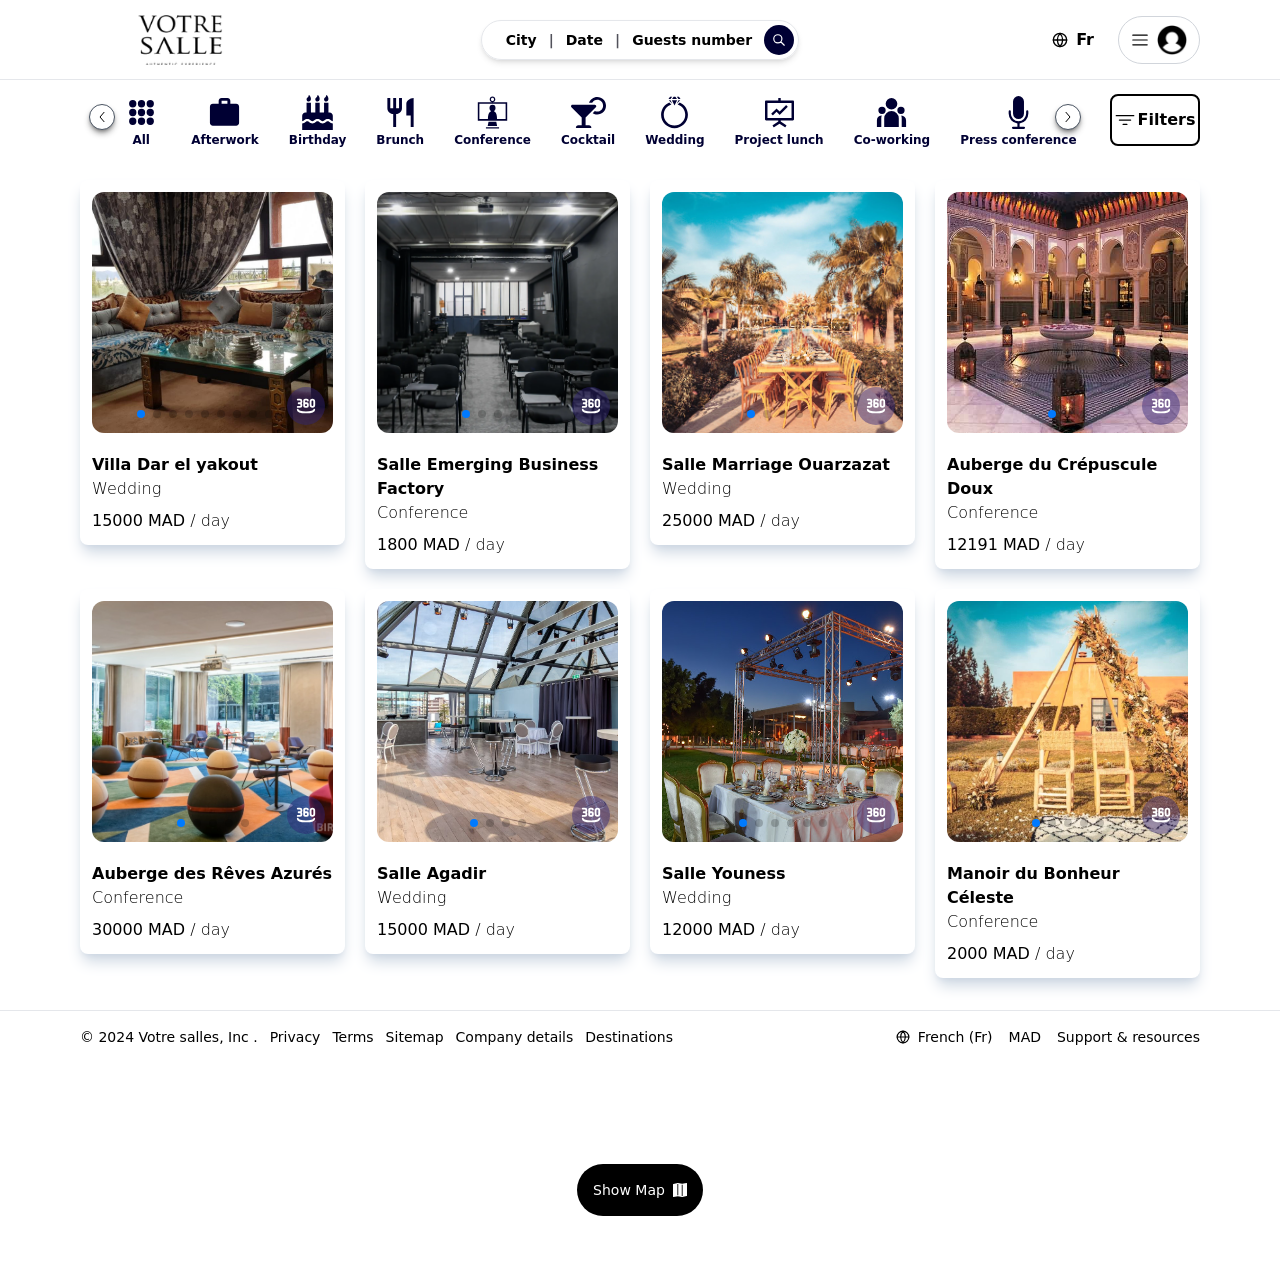 VOTRE
SALLE
AUTHENTIC EXPERIENCE
City | Date | Guests number
Fr
All
Afterwork
Birthday
Brunch
Conference
Cocktail
Wedding
Project lunch
Co-working
Press conference
Filters
360
360
360
360
Villa Dar el yakout
Wedding
15000 MAD / day
Salle Emerging Business
Factory
Conference
1800 MAD / day
Salle Marriage Ouarzazat
Wedding
25000 MAD / day
Auberge du Crépuscule
Doux
Conference
12191 MAD / day
360
360
360
360
Auberge des Rêves Azurés
Conference
30000 MAD / day
Salle Agadir
Wedding
15000 MAD / day
Salle Youness
Wedding
12000 MAD / day
Manoir du Bonheur
Céleste
Conference
2000 MAD / day
© 2024 Votre salles, Inc . Privacy Terms Sitemap Company details Destinations
French (Fr) MAD Support & resources
Show Map